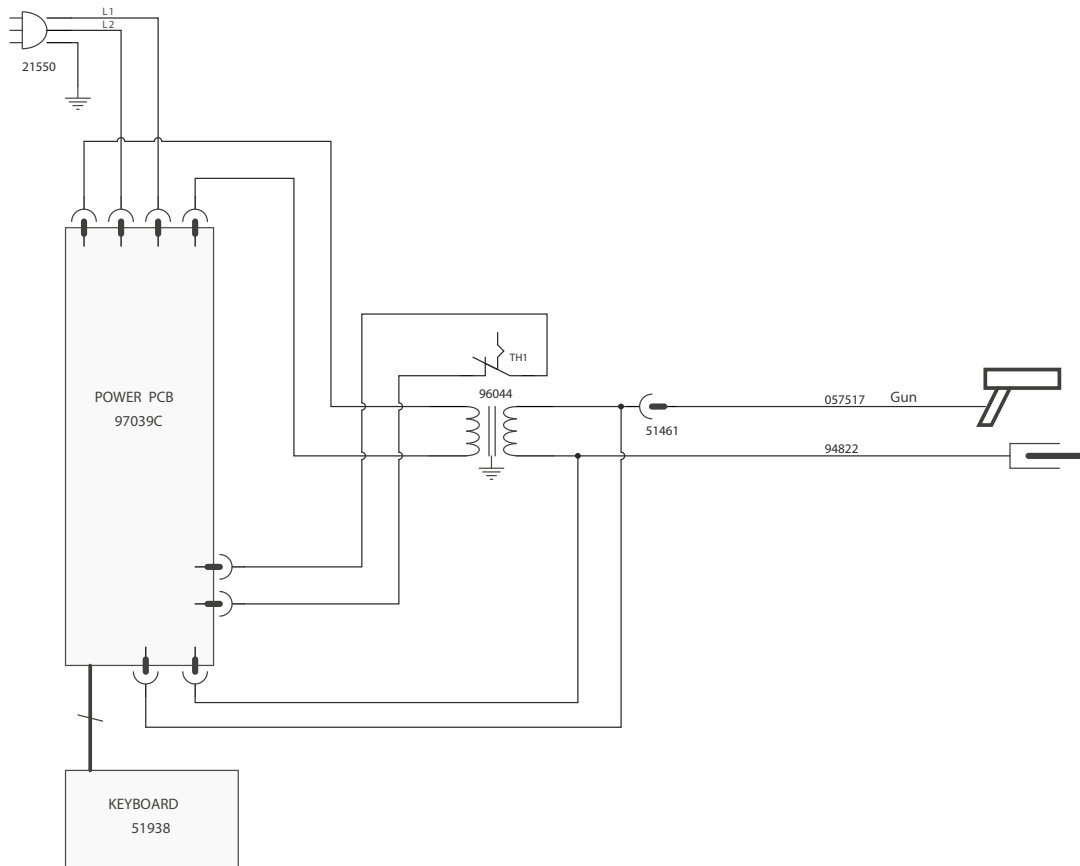 L1
L2
21550
TH1
96044
POWER PCB
97039C
057517 Gun
51461
94822
KEYBOARD
51938